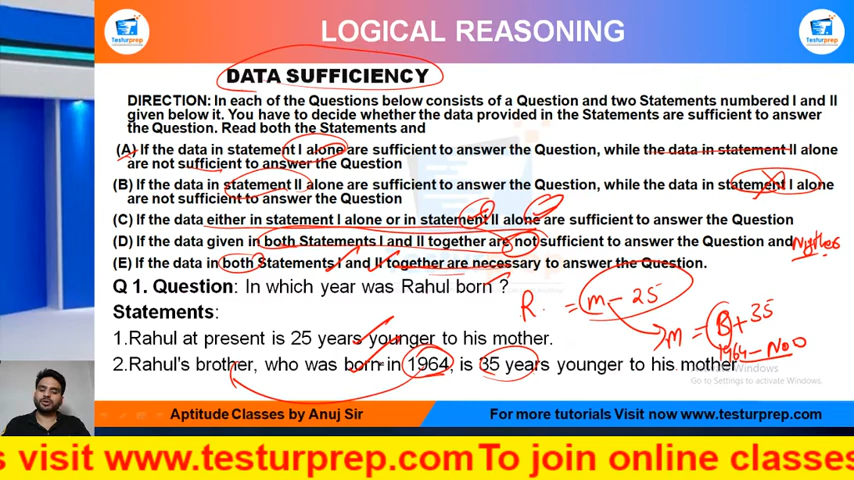 LOGICAL REASONING
Testurprep
Testurprep
DATA SUFFICIENCY
DIRECTION: In each of the Questions below consists of a Question and two Statements numbered I and II
given below it. You have to decide whether the data provided in the Statements are sufficient to answer
the Question. Read both the Statements and
(A) If the data in statement I alone are sufficient to answer the Question, while the data in statement II alone
are not sufficient to answer the Question
(B) If the data in statement II alone are sufficient to answer the Question, while the data in statement I alone
are not sufficient to answer the Question
(C) If the data either in statement I alone or in statement II alone are sufficient to answer the Question
(D) If the data given in both Statements I and II together are not sufficient to answer the Question and
(E) If the data in both Statements I and II together are necessary to answer the Question.
Q 1. Question: In which year was Rahul born ?
R = m - 25
Statements:
m = B + 35
1.Rahul at present is 25 years younger to his mother.
1964 -
2.Rahul's brother, who was born in 1964, is 35 years younger to his mother.
Activate Windows
Go to Settings to activate Windows.
Aptitude Classes by Anuj Sir
For more tutorials Visit now www.testurprep.com
s visit www.testurprep.com To join online classes